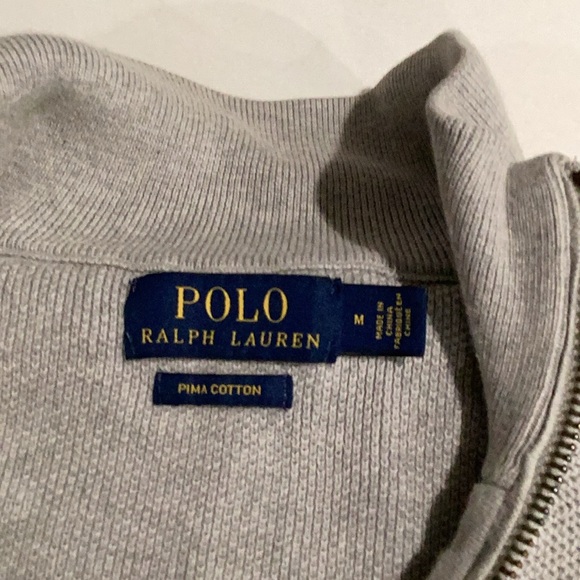 POLO
RALPH LAUREN
M
MADE IN
CHINA
FABRIQUÉ EN
CHINE
PIMA COTTON